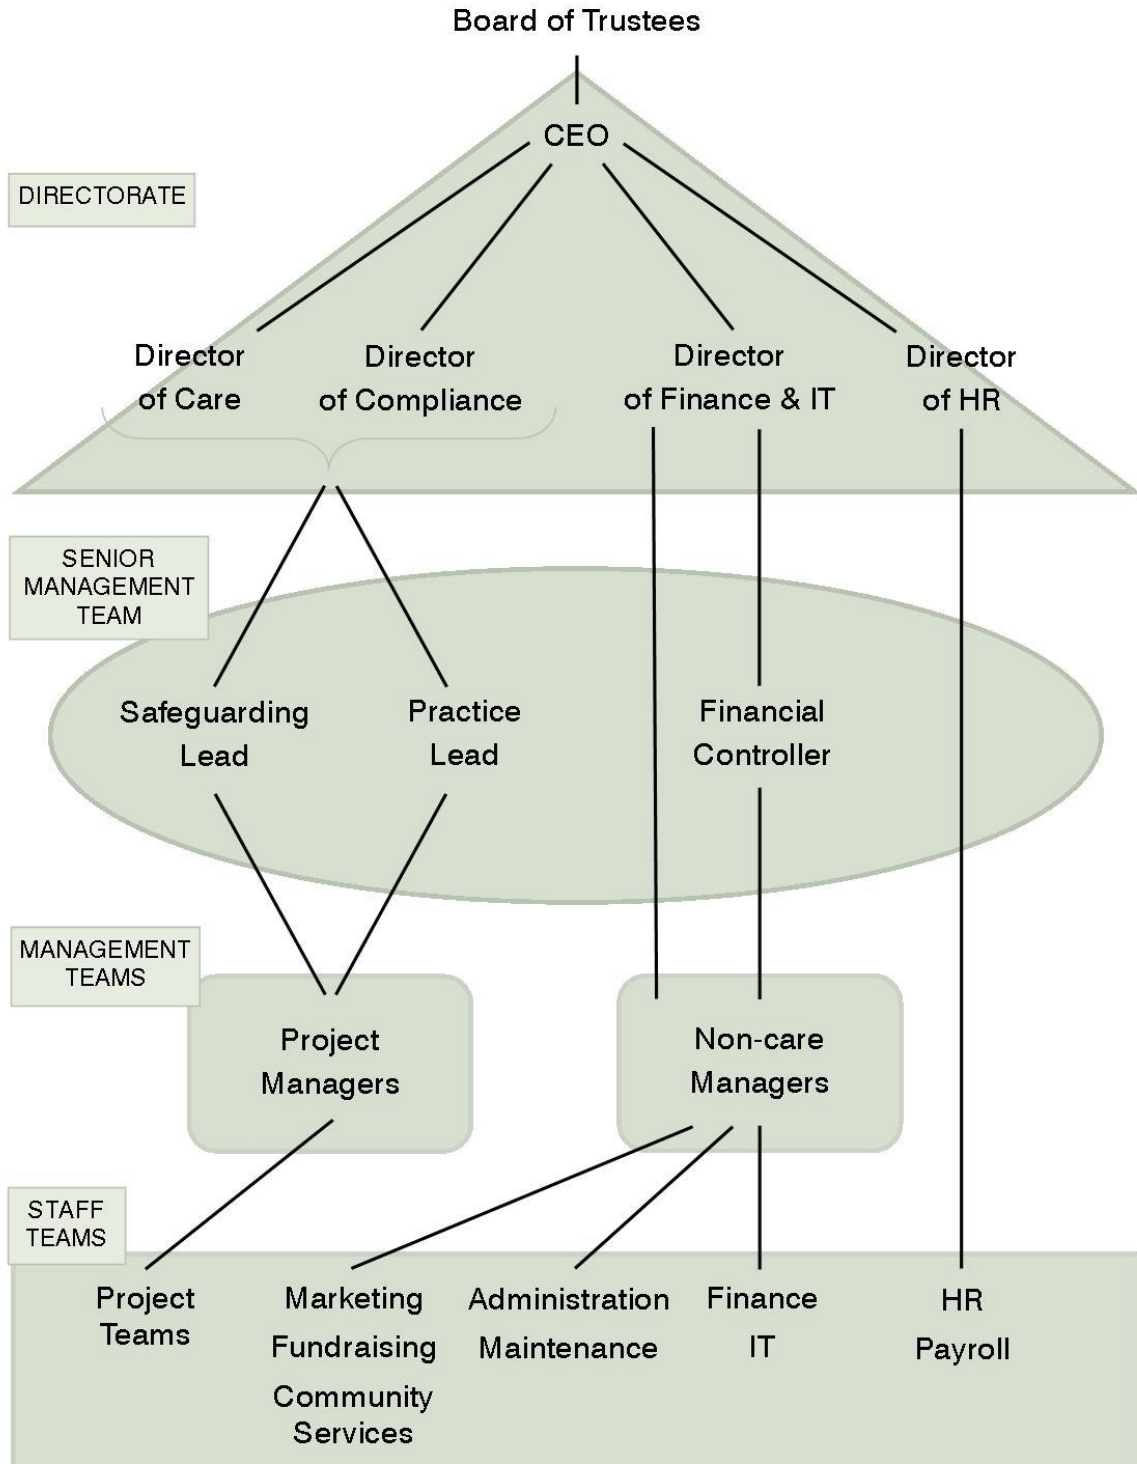 Board of Trustees
CEO
DIRECTORATE
Director
of Care
Director
of Compliance
Director
of Finance & IT
Director
of HR
SENIOR
MANAGEMENT
TEAM
Safeguarding
Lead
Practice
Lead
Financial
Controller
MANAGEMENT
TEAMS
Project
Managers
Non-care
Managers
STAFF
TEAMS
Project
Teams
Marketing
Fundraising
Community
Services
Administration
Maintenance
Finance
IT
HR
Payroll